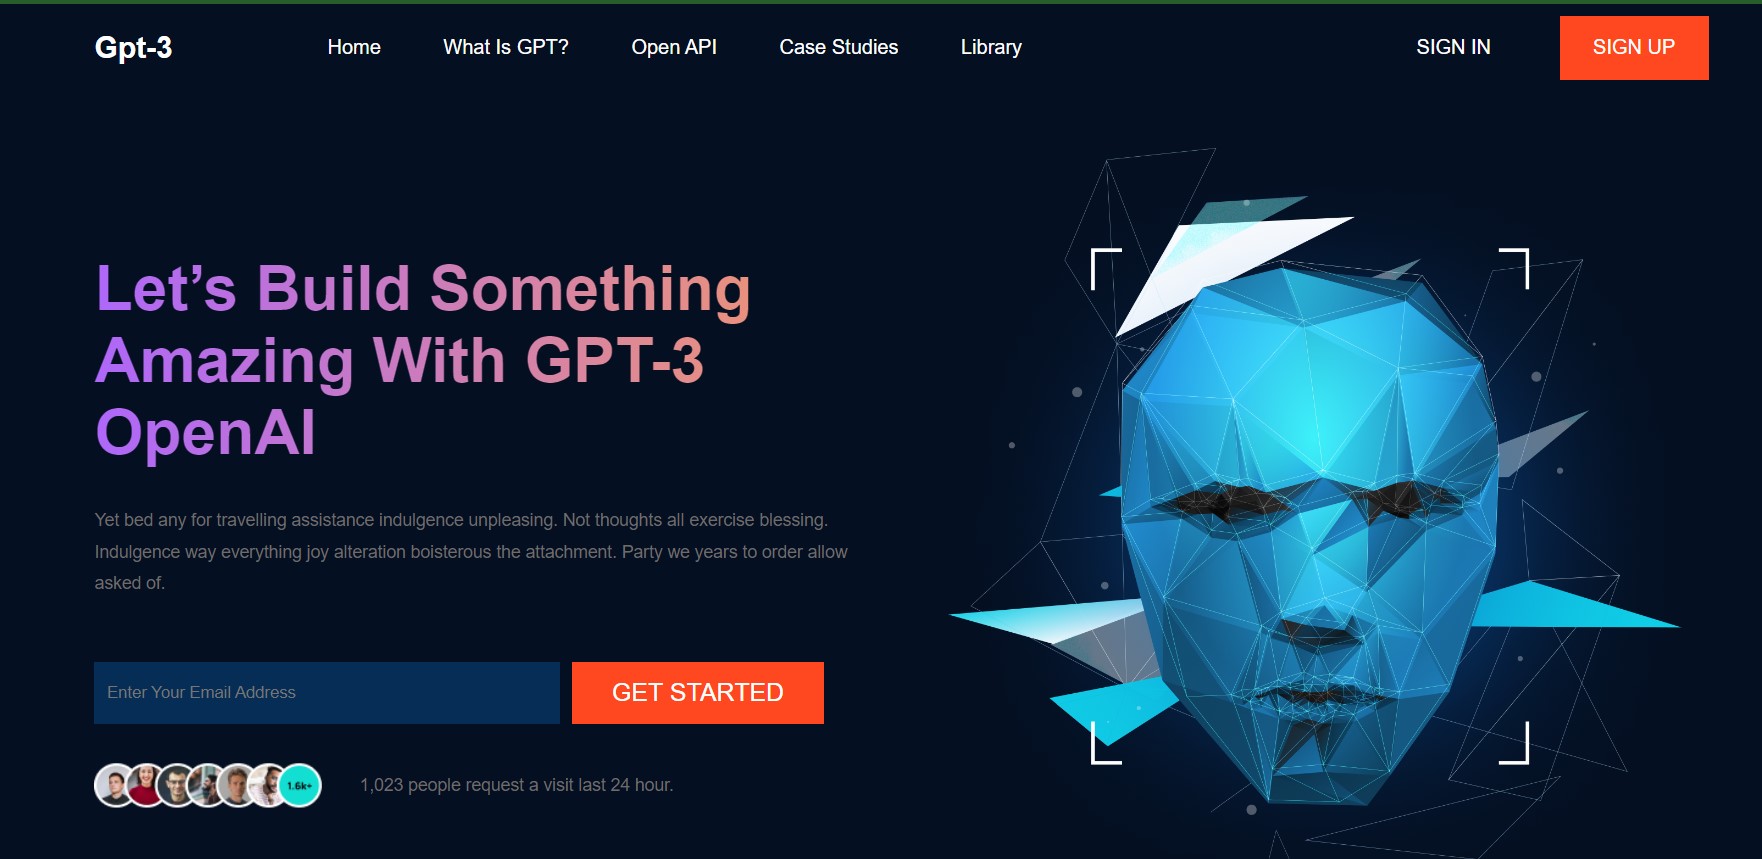 Gpt-3 Home What Is GPT? Open API Case Studies Library SIGN IN SIGN UP
Let’s Build Something
Amazing With GPT-3
OpenAI
Yet bed any for travelling assistance indulgence unpleasing. Not thoughts all exercise blessing.
Indulgence way everything joy alteration boisterous the attachment. Party we years to order allow
asked of.
Enter Your Email Address GET STARTED
1.6k+ 1,023 people request a visit last 24 hour.